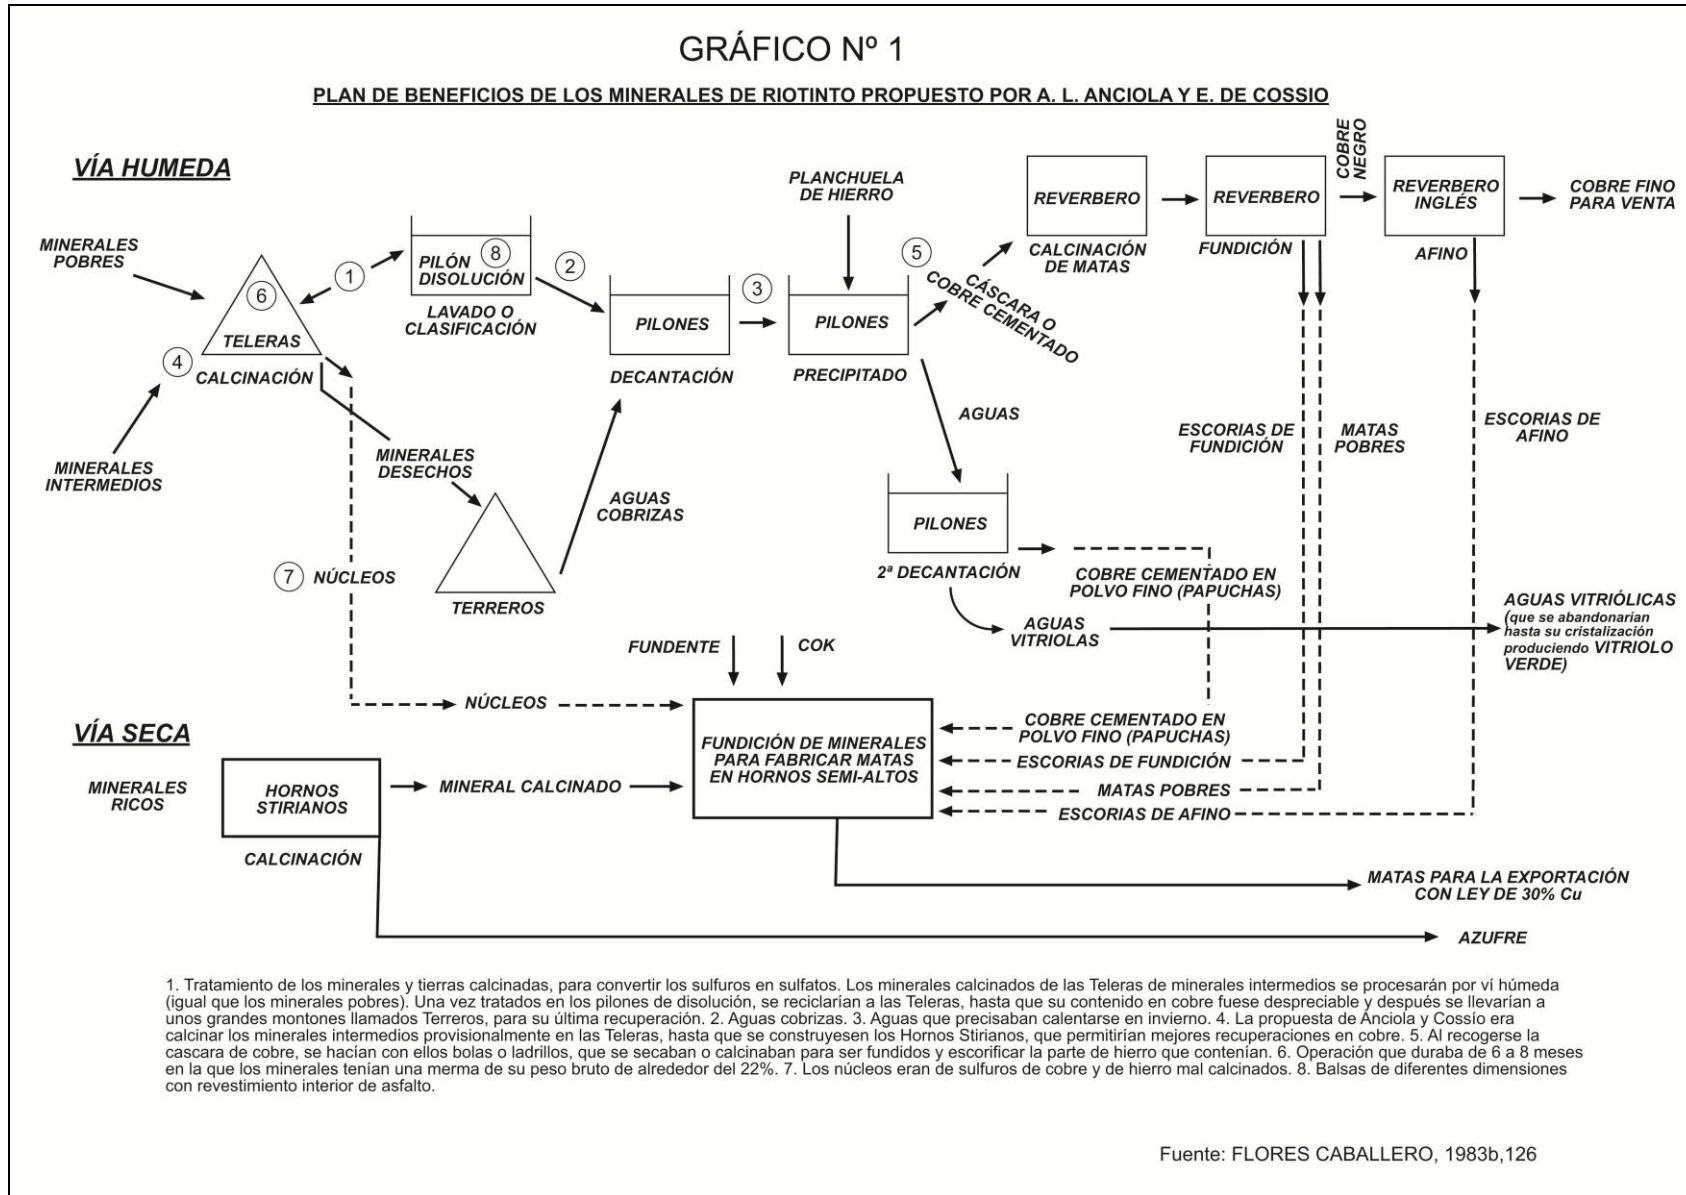 GRÁFICO Nº 1
PLAN DE BENEFICIOS DE LOS MINERALES DE RIOTINTO PROPUESTO POR A. L. ANCIOLA Y E. DE COSSIO
VÍA HUMEDA
MINERALES
POBRES
1
6
TELERAS
4
CALCINACIÓN
MINERALES
INTERMEDIOS
8
PILÓN
DISOLUCIÓN
LAVADO O
CLASIFICACIÓN
2
PILONES
DECANTACIÓN
3
PLANCHUELA
DE HIERRO
PILONES
PRECIPITADO
5
CÁSCARA O
COBRE CEMENTADO
REVERBERO
CALCINACIÓN
DE MATAS
REVERBERO
FUNDICIÓN
COBRE
NEGRO
REVERBERO
INGLÉS
AFINO
COBRE FINO
PARA VENTA
MINERALES
DESECHOS
AGUAS
COBRIZAS
TERREROS
7
NÚCLEOS
AGUAS
PILONES
2ª DECANTACIÓN
COBRE CEMENTADO EN
POLVO FINO (PAPUCHAS)
AGUAS
VITRIOLAS
ESCORIAS DE
FUNDICIÓN
MATAS
POBRES
ESCORIAS DE
AFINO
AGUAS VITRIÓLICAS
(que se abandonarían
hasta su cristalización
produciendo VITRIOLO
VERDE)
FUNDENTE
COK
NÚCLEOS
VÍA SECA
MINERALES
RICOS
HORNOS
STIRIANOS
CALCINACIÓN
MINERAL CALCINADO
FUNDICIÓN DE MINERALES
PARA FABRICAR MATAS
EN HORNOS SEMI-ALTOS
COBRE CEMENTADO EN
POLVO FINO (PAPUCHAS)
ESCORIAS DE FUNDICIÓN
MATAS POBRES
ESCORIAS DE AFINO
MATAS PARA LA EXPORTACIÓN
CON LEY DE 30% Cu
AZUFRE
1. Tratamiento de los minerales y tierras calcinadas, para convertir los sulfuros en sulfatos. Los minerales calcinados de las Teleras de minerales intermedios se procesarán por ví húmeda
(igual que los minerales pobres). Una vez tratados en los pilones de disolución, se reciclarían a las Teleras, hasta que su contenido en cobre fuese despreciable y después se llevarían a
unos grandes montones llamados Terreros, para su última recuperación. 2. Aguas cobrizas. 3. Aguas que precisaban calentarse en invierno. 4. La propuesta de Anciola y Cossío era
calcinar los minerales intermedios provisionalmente en las Teleras, hasta que se construyesen los Hornos Stirianos, que permitirían mejores recuperaciones en cobre. 5. Al recogerse la
cascara de cobre, se hacían con ellos bolas o ladrillos, que se secaban o calcinaban para ser fundidos y escorificar la parte de hierro que contenían. 6. Operación que duraba de 6 a 8 meses
en la que los minerales tenían una merma de su peso bruto de alrededor del 22%. 7. Los núcleos eran de sulfuros de cobre y de hierro mal calcinados. 8. Balsas de diferentes dimensiones
con revestimiento interior de asfalto.
Fuente: FLORES CABALLERO, 1983b,126